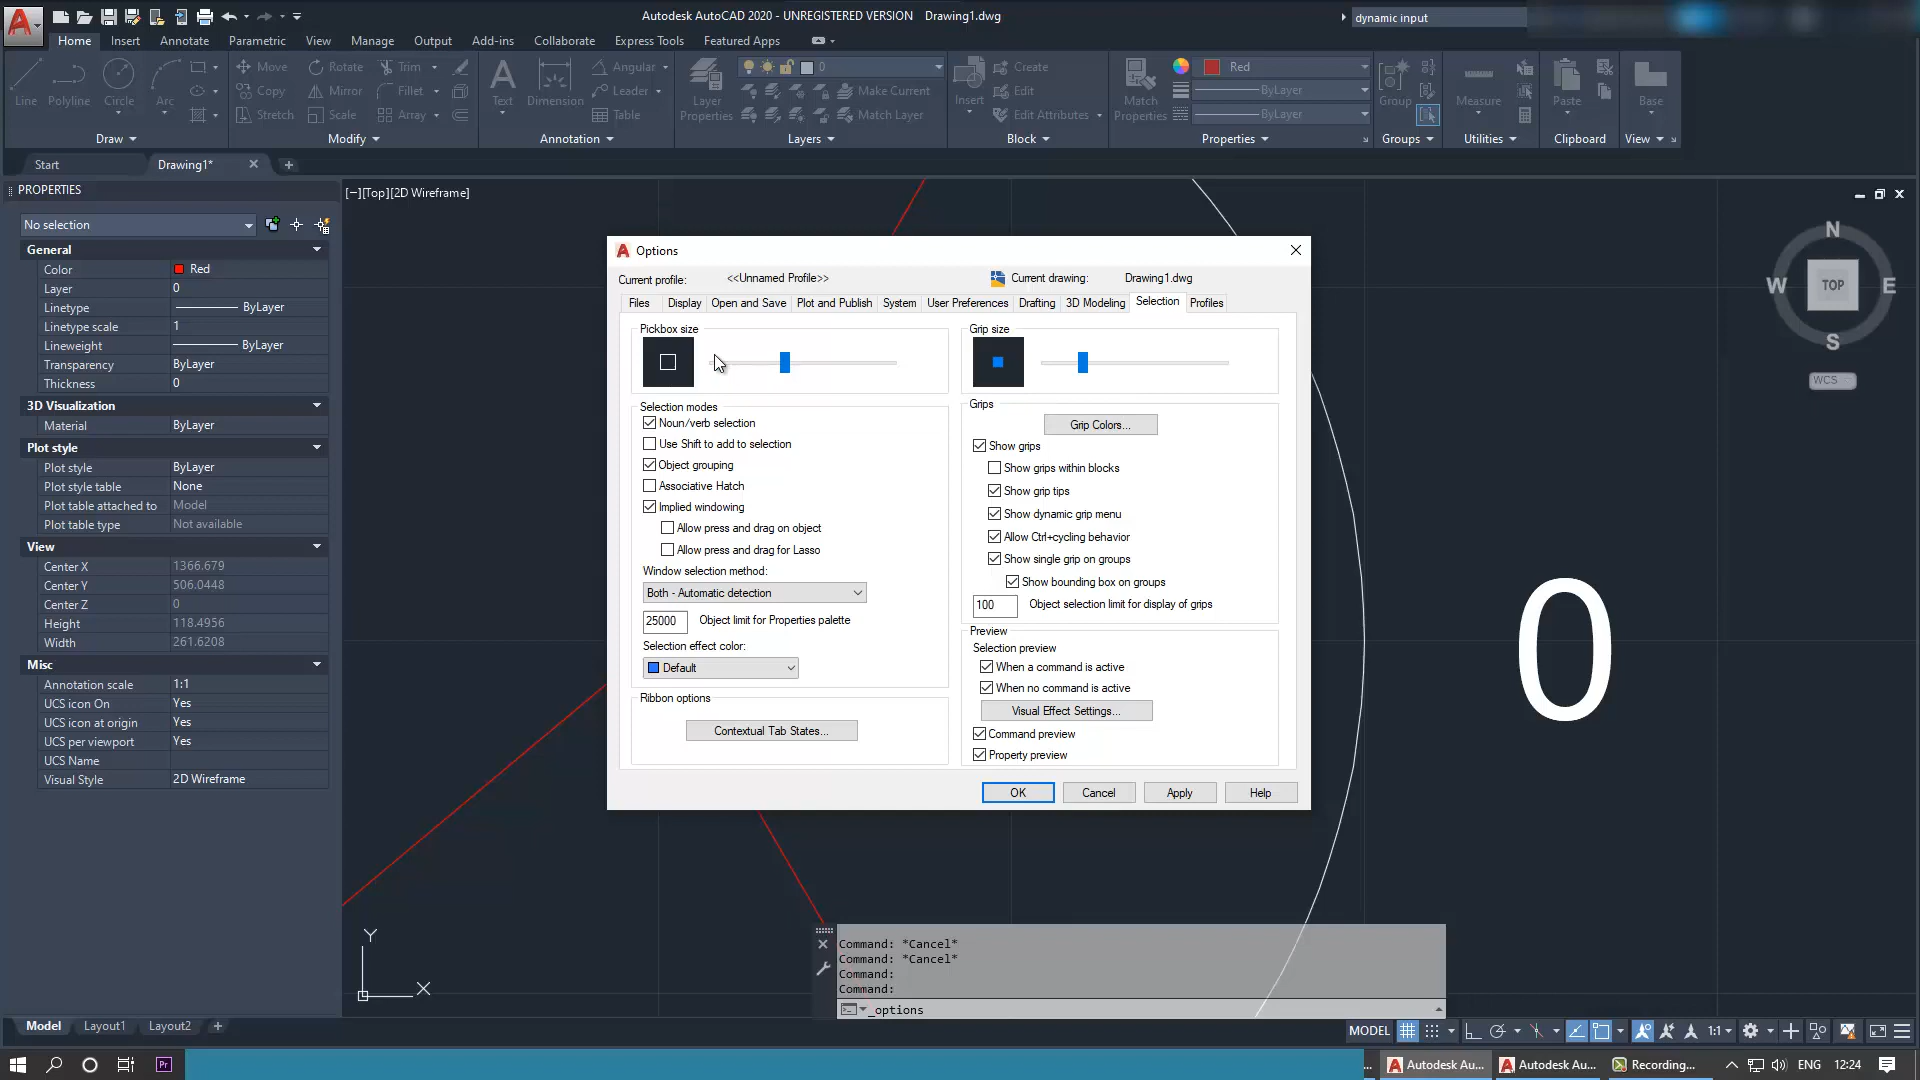 Autodesk AutoCAD 2020 - UNREGISTERED VERSION Drawing1.dwg
dynamic input
Home Insert Annotate Parametric View Manage Output Add-ins Collaborate Express Tools Featured Apps
Line Polyline Circle Arc
Draw
Move Rotate Trim
Copy Mirror Fillet
Stretch Scale Array
Modify
Text Dimension
Angular
Leader
Table
Annotation
Layer Properties
0
Make Current
Match Layer
Layers
Insert
Create
Edit
Edit Attributes
Block
Match Properties
Red
ByLayer
ByLayer
Properties
Group
Groups
Measure
Utilities
Paste
Clipboard
Base
View
Start Drawing1*
PROPERTIES
No selection
General
Color Red
Layer 0
Linetype ByLayer
Linetype scale 1
Lineweight ByLayer
Transparency ByLayer
Thickness 0
3D Visualization
Material ByLayer
Plot style
Plot style ByLayer
Plot style table None
Plot table attached to Model
Plot table type Not available
View
Center X 1366.679
Center Y 506.0448
Center Z 0
Height 118.4956
Width 261.6208
Misc
Annotation scale 1:1
UCS icon On Yes
UCS icon at origin Yes
UCS per viewport Yes
UCS Name
Visual Style 2D Wireframe
[−][Top][2D Wireframe]
Options
Current profile: <<Unnamed Profile>> Current drawing: Drawing1.dwg
Files Display Open and Save Plot and Publish System User Preferences Drafting 3D Modeling Selection Profiles
Pickbox size
Selection modes
Noun/verb selection
Use Shift to add to selection
Object grouping
Associative Hatch
Implied windowing
Allow press and drag on object
Allow press and drag for Lasso
Window selection method:
Both - Automatic detection
25000 Object limit for Properties palette
Selection effect color:
Default
Ribbon options
Contextual Tab States...
Grip size
Grips
Grip Colors...
Show grips
Show grips within blocks
Show grip tips
Show dynamic grip menu
Allow Ctrl+cycling behavior
Show single grip on groups
Show bounding box on groups
100 Object selection limit for display of grips
Preview
Selection preview
When a command is active
When no command is active
Visual Effect Settings...
Command preview
Property preview
OK Cancel Apply Help
N
W TOP E
S
WCS
0
Y
X
Command: *Cancel*
Command: *Cancel*
Command:
Command:
_options
Model Layout1 Layout2
MODEL 1:1
Pr
Autodesk Au... Autodesk Au... Recording... ENG 12:24